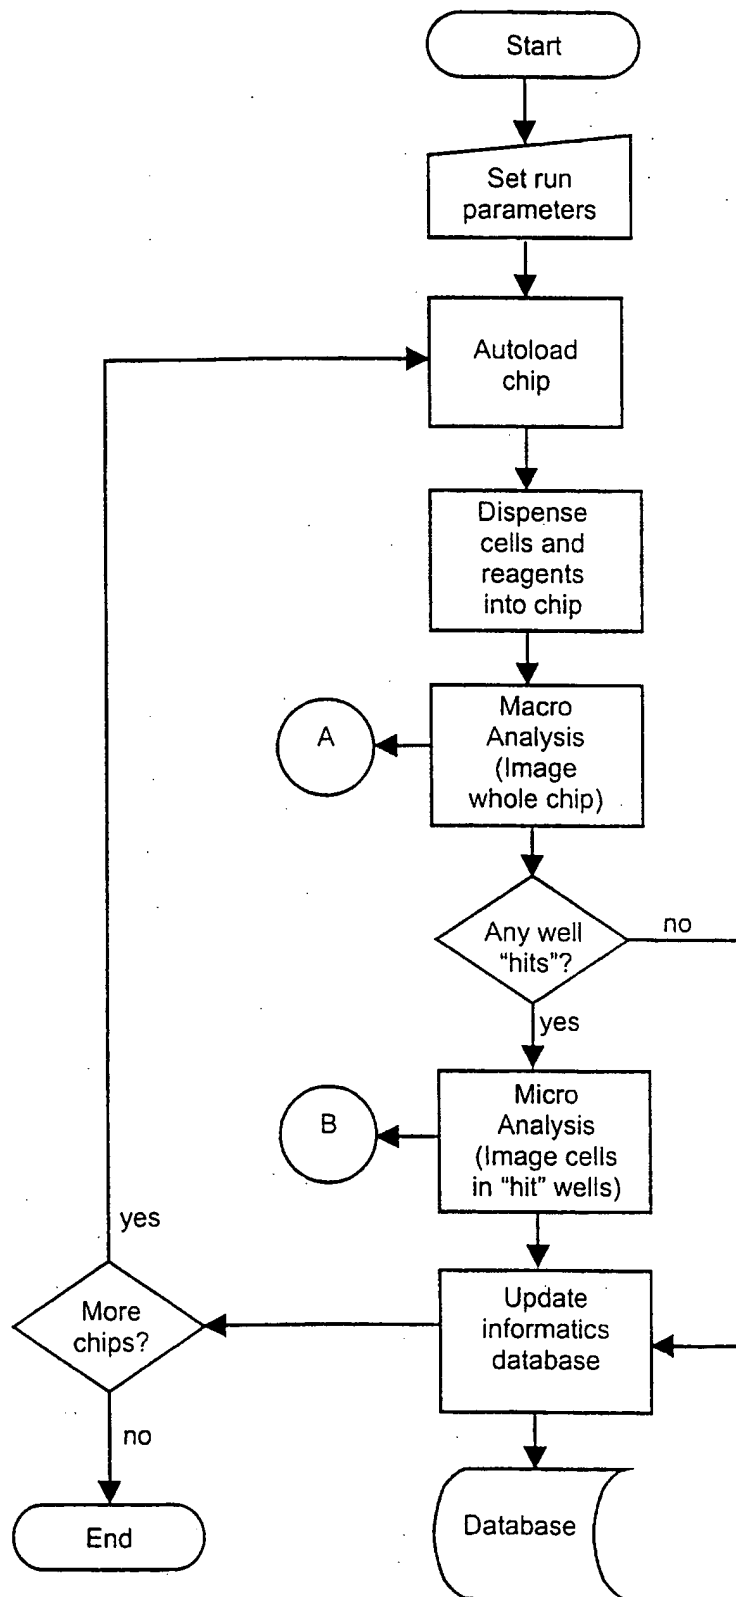 Start
Set run
parameters
Autoload
chip
Dispense
cells and
reagents
into chip
Macro
Analysis
(Image
whole chip)
A
Any well
“hits”?
no
yes
Micro
Analysis
(Image cells
in “hit” wells)
B
yes
Update
informatics
database
More
chips?
no
Database
End